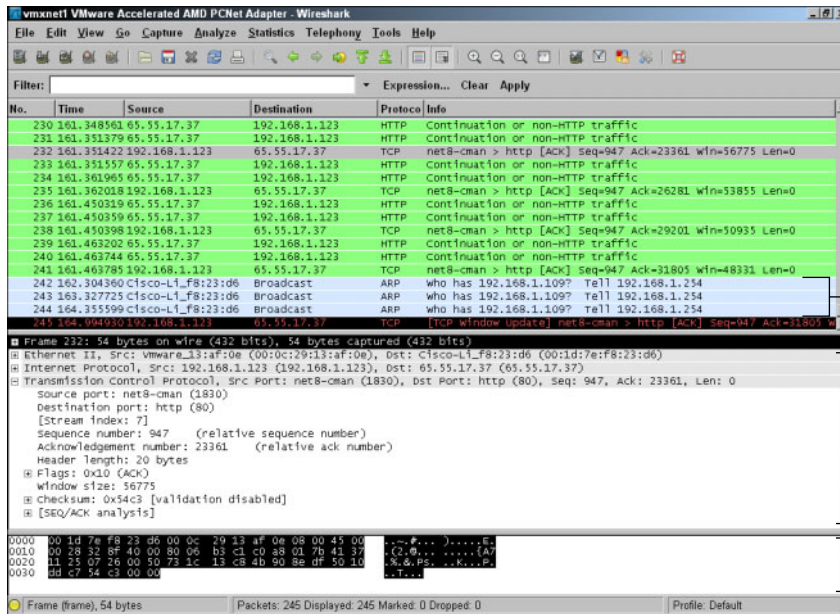 vmxnet1 VMware Accelerated AMD PCNet Adapter - Wireshark
File Edit View Go Capture Analyze Statistics Telephony Tools Help
Filter: Expression... Clear Apply
No. Time Source Destination Protoco Info
230 161.348561 65.55.17.37 192.168.1.123 HTTP Continuation or non-HTTP traffic
231 161.351379 65.55.17.37 192.168.1.123 HTTP Continuation or non-HTTP traffic
232 161.351422 192.168.1.123 65.55.17.37 TCP net8-cman > http [ACK] Seq=947 Ack=23361 Win=56775 Len=0
233 161.351557 65.55.17.37 192.168.1.123 HTTP Continuation or non-HTTP traffic
234 161.361965 65.55.17.37 192.168.1.123 HTTP Continuation or non-HTTP traffic
235 161.362018 192.168.1.123 65.55.17.37 TCP net8-cman > http [ACK] Seq=947 Ack=26281 Win=53855 Len=0
236 161.450319 65.55.17.37 192.168.1.123 HTTP Continuation or non-HTTP traffic
237 161.450359 65.55.17.37 192.168.1.123 HTTP Continuation or non-HTTP traffic
238 161.450398 192.168.1.123 65.55.17.37 TCP net8-cman > http [ACK] Seq=947 Ack=29201 Win=50935 Len=0
239 161.463202 65.55.17.37 192.168.1.123 HTTP Continuation or non-HTTP traffic
240 161.463744 65.55.17.37 192.168.1.123 HTTP Continuation or non-HTTP traffic
241 161.463785 192.168.1.123 65.55.17.37 TCP net8-cman > http [ACK] Seq=947 Ack=31805 Win=48331 Len=0
242 162.304360 Cisco-Li_f8:23:d6 Broadcast ARP Who has 192.168.1.109? Tell 192.168.1.254
243 163.327725 Cisco-Li_f8:23:d6 Broadcast ARP Who has 192.168.1.109? Tell 192.168.1.254
244 164.355599 Cisco-Li_f8:23:d6 Broadcast ARP Who has 192.168.1.109? Tell 192.168.1.254
245 164.994930 192.168.1.123 65.55.17.37 TCP [TCP Window Update] net8-cman > http [ACK] Seq=947 Ack=31805 W
Frame 232: 54 bytes on wire (432 bits), 54 bytes captured (432 bits)
Ethernet II, Src: Vmware_13:af:0e (00:0c:29:13:af:0e), Dst: Cisco-Li_f8:23:d6 (00:1d:7e:f8:23:d6)
Internet Protocol, Src: 192.168.1.123 (192.168.1.123), Dst: 65.55.17.37 (65.55.17.37)
Transmission Control Protocol, Src Port: net8-cman (1830), Dst Port: http (80), Seq: 947, Ack: 23361, Len: 0
Source port: net8-cman (1830)
Destination port: http (80)
[Stream index: 7]
Sequence number: 947 (relative sequence number)
Acknowledgement number: 23361 (relative ack number)
Header length: 20 bytes
Flags: 0x10 (ACK)
Window size: 56775
Checksum: 0x54c3 [validation disabled]
[SEQ/ACK analysis]
0000 00 1d 7e f8 23 d6 00 0c 29 13 af 0e 08 00 45 00 ..~.#... ).....E.
0010 00 28 32 8f 40 00 80 06 b3 c1 c0 a8 01 7b 41 37 .(2.@... .....{A7
0020 11 25 07 26 00 50 73 1c 13 c8 4b 90 8e df 50 10 .%.&.Ps. ..K...P.
0030 dd c7 54 c3 00 00 ..T...
Frame (frame), 54 bytes Packets: 245 Displayed: 245 Marked: 0 Dropped: 0 Profile: Default